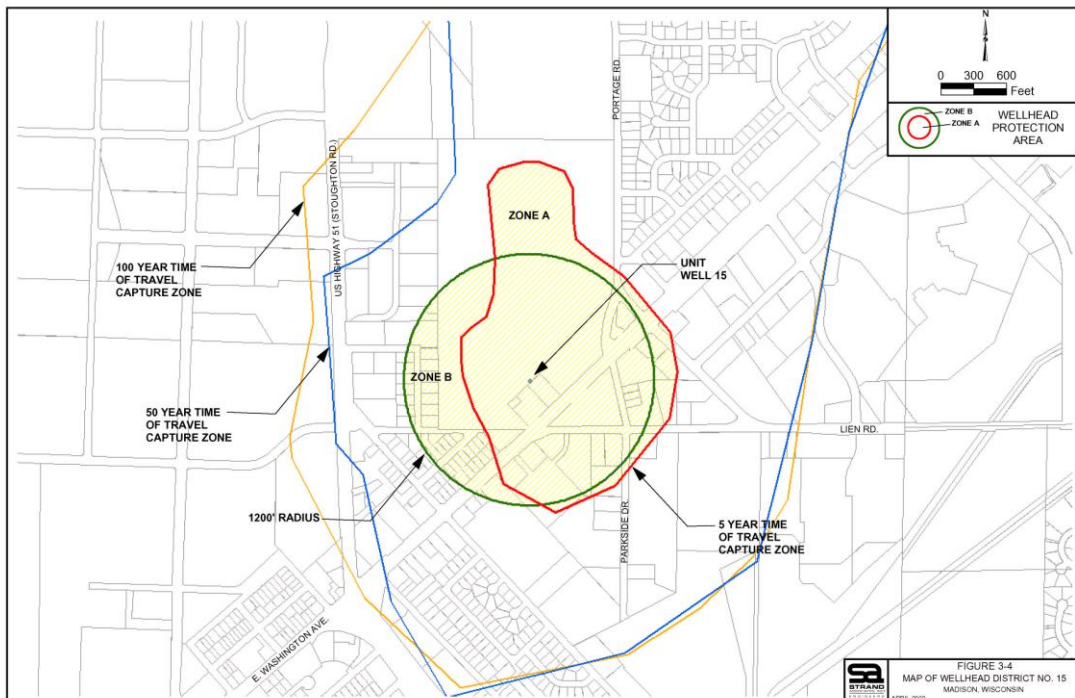 N
0 300 600
Feet
ZONE B
ZONE A
WELLHEAD
PROTECTION
AREA
PORTAGE RD.
US HIGHWAY 51 (STOUGHTON RD.)
ZONE A
100 YEAR TIME
OF TRAVEL
CAPTURE ZONE
UNIT
WELL 15
ZONE B
50 YEAR TIME
OF TRAVEL
CAPTURE ZONE
LIEN RD.
1200' RADIUS
5 YEAR TIME
OF TRAVEL
CAPTURE ZONE
PARKSIDE DR.
E. WASHINGTON AVE.
sa
STRAND
FIGURE 3-4
MAP OF WELLHEAD DISTRICT NO. 15
MADISON, WISCONSIN